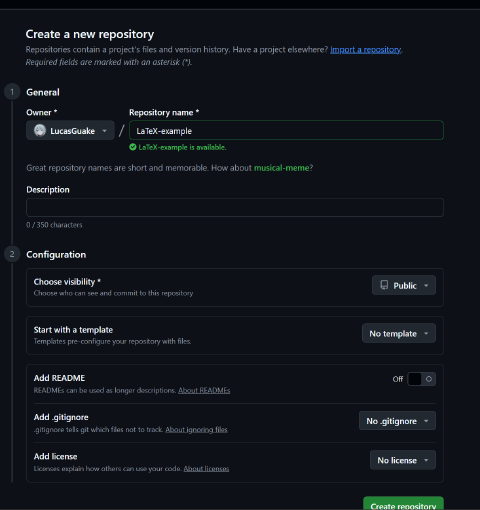 Create a new repository
Repositories contain a project's files and version history. Have a project elsewhere? Import a repository.
Required fields are marked with an asterisk (*).
1 General
Owner * Repository name *
LucasGuake / LaTeX-example
LaTeX-example is available.
Great repository names are short and memorable. How about musical-meme?
Description
0 / 350 characters
2 Configuration
Choose visibility * Public
Choose who can see and commit to this repository
Start with a template No template
Templates pre-configure your repository with files.
Add README Off
READMEs can be used as longer descriptions. About READMEs
Add .gitignore No .gitignore
.gitignore tells git which files not to track. About ignoring files
Add license No license
Licenses explain how others can use your code. About licenses
Create repository